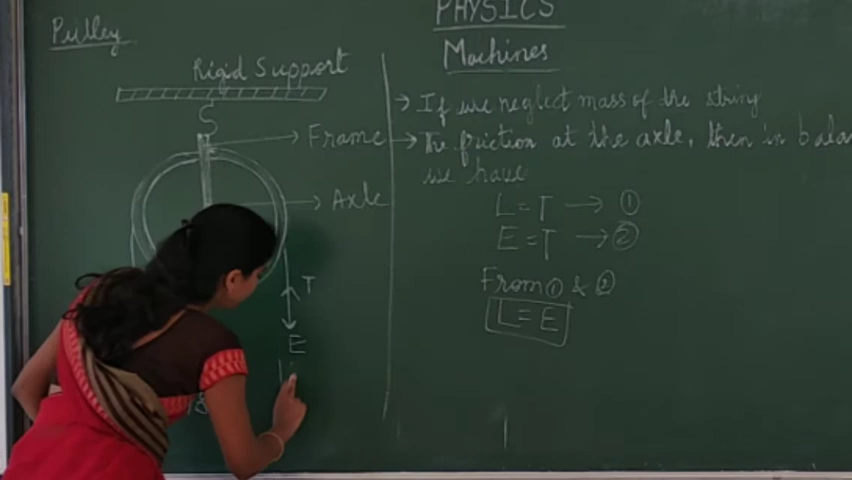 PHYSICS
Machines
Pulley
Rigid Support
Frame
Axle
T
E
→ If we neglect mass of the string
→ The friction at the axle, then in
we have
L = T → ①
E = T → ②
From ① & ②
L = E